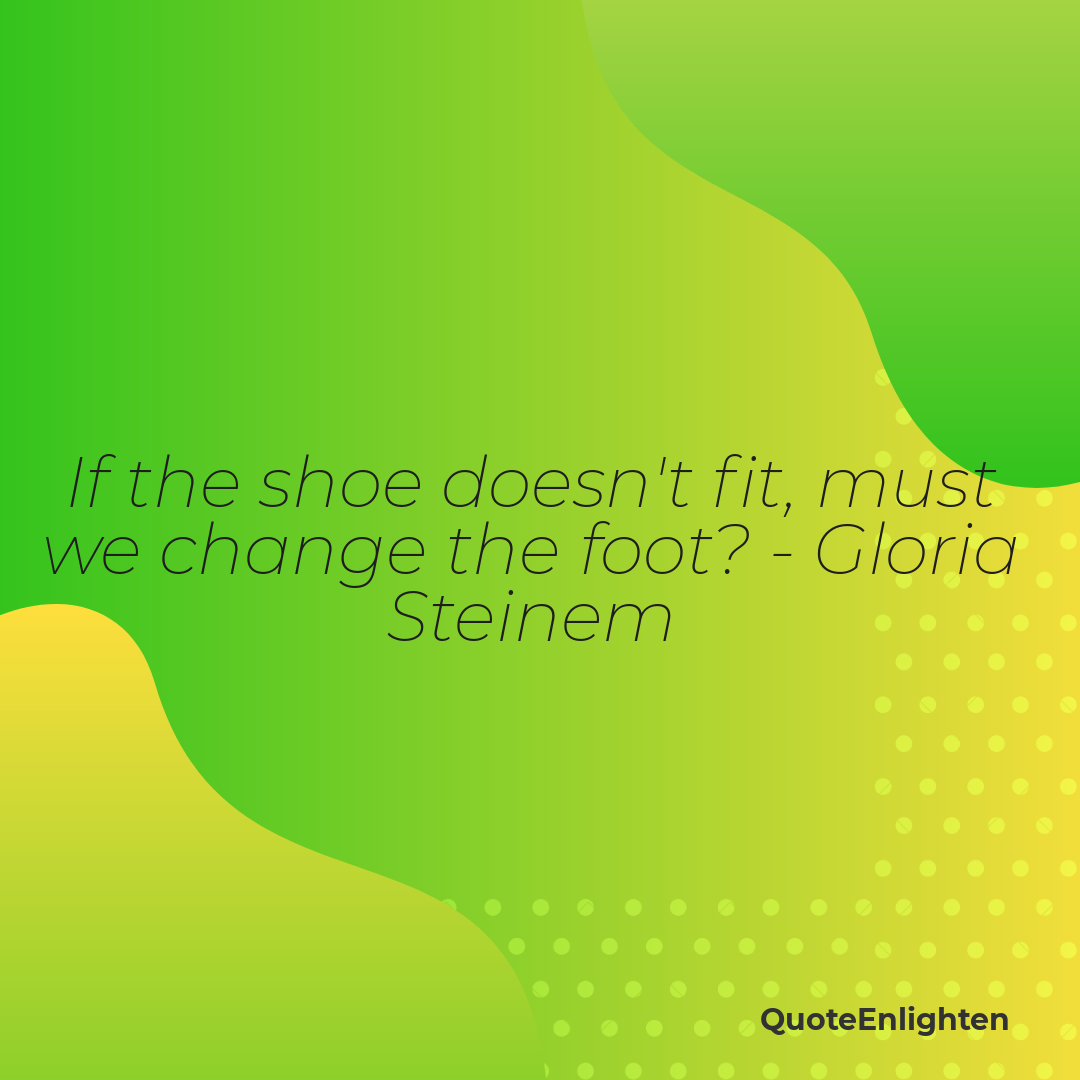 If the shoe doesn't fit, must
we change the foot? - Gloria
Steinem
QuoteEnlighten